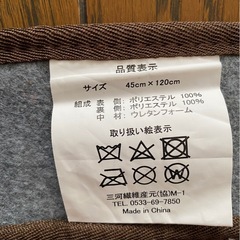 品質表示
サイズ 45cm×120cm
組成 表側：ポリエステル 100%
裏側：ポリエステル 100%
中材：ウレタンフォーム
取り扱い絵表示
三河繊維産元(協)M-1
TEL.0533-69-7850
Made in China